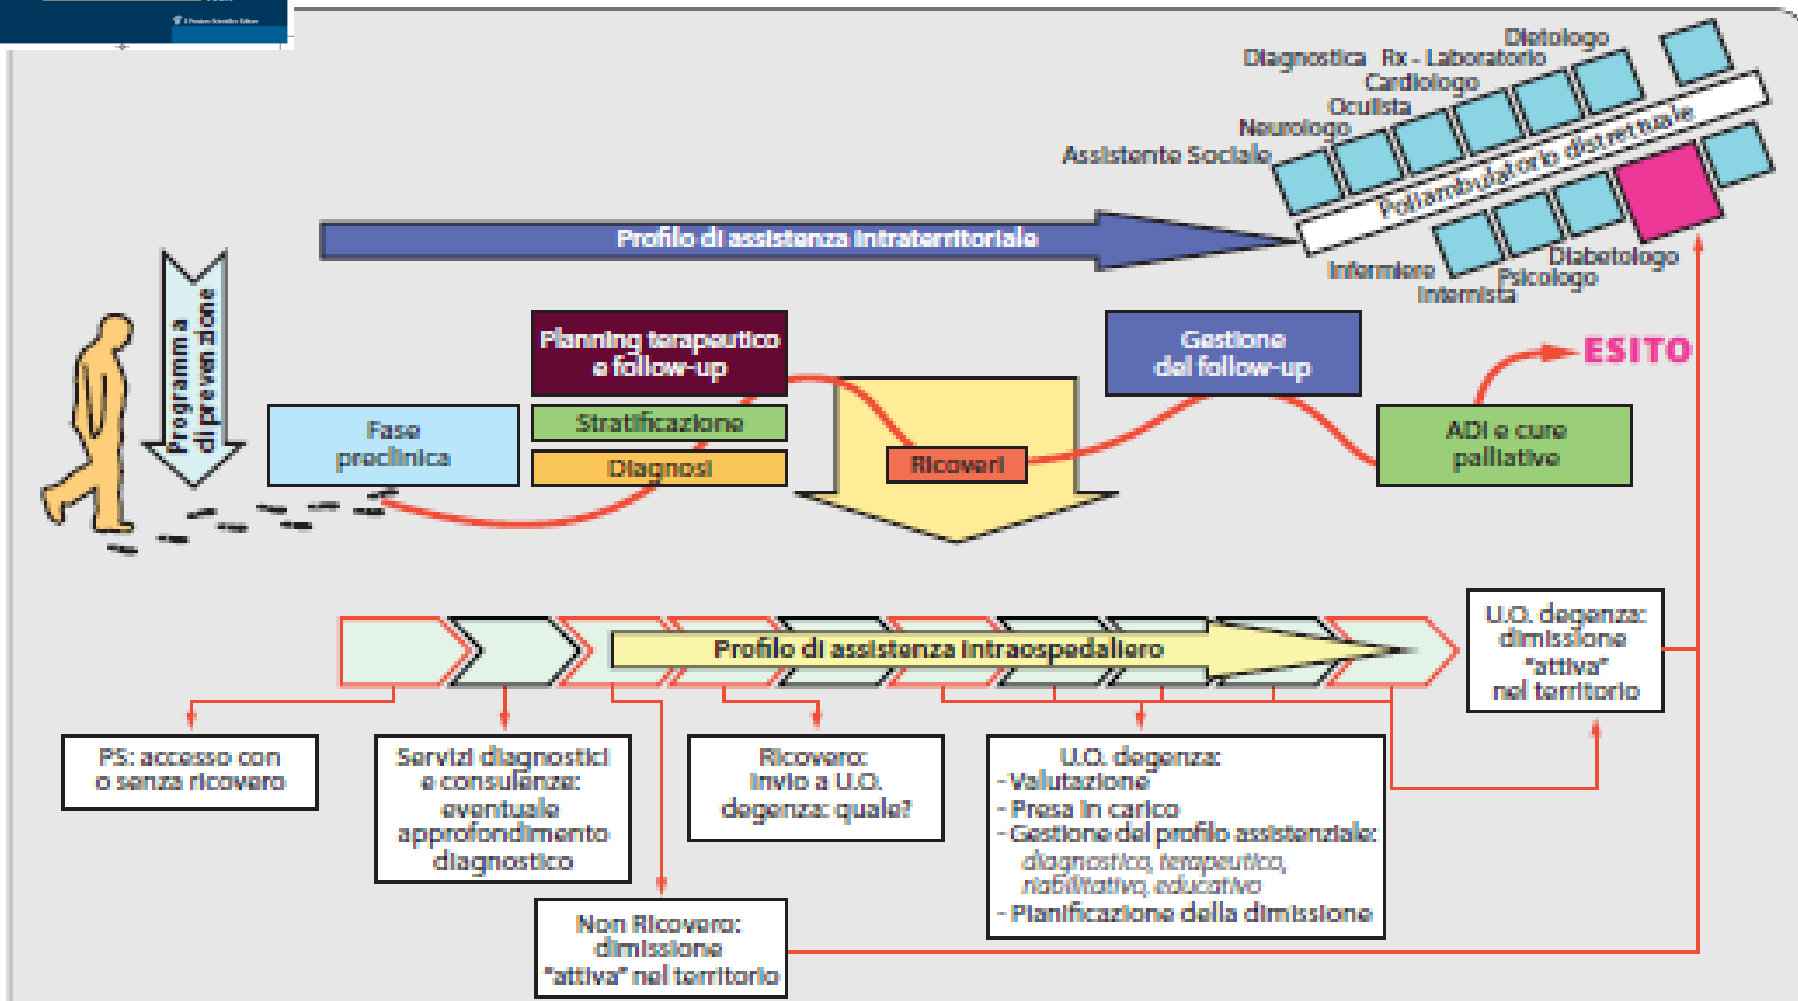 Il Pensiero Scientifico Editore
Dietologo
Diagnostica Rx - Laboratorio
Cardiologo
Oculista
Neurologo
Assistente Sociale
Poliambulatorio distrettuale
Profilo di assistenza intraterritoriale
Infermiere
Internista
Psicologo
Diabetologo
Programma
di prevenzione
Planning terapeutico
e follow-up
Stratificazione
Diagnosi
Fase
preclinica
Ricoveri
Gestione
del follow-up
ESITO
ADI e cure
palliative
Profilo di assistenza intraospedaliero
U.O. degenza:
dimissione
"attiva"
nel territorio
PS: accesso con
o senza ricovero
Servizi diagnostici
e consulenze:
eventuale
approfondimento
diagnostico
Ricovero:
invio a U.O.
degenza: quale?
U.O. degenza:
- Valutazione
- Presa in carico
- Gestione del profilo assistenziale:
diagnostico, terapeutico,
riabilitativo, educativo
- Pianificazione della dimissione
Non Ricovero:
dimissione
"attiva" nel territorio